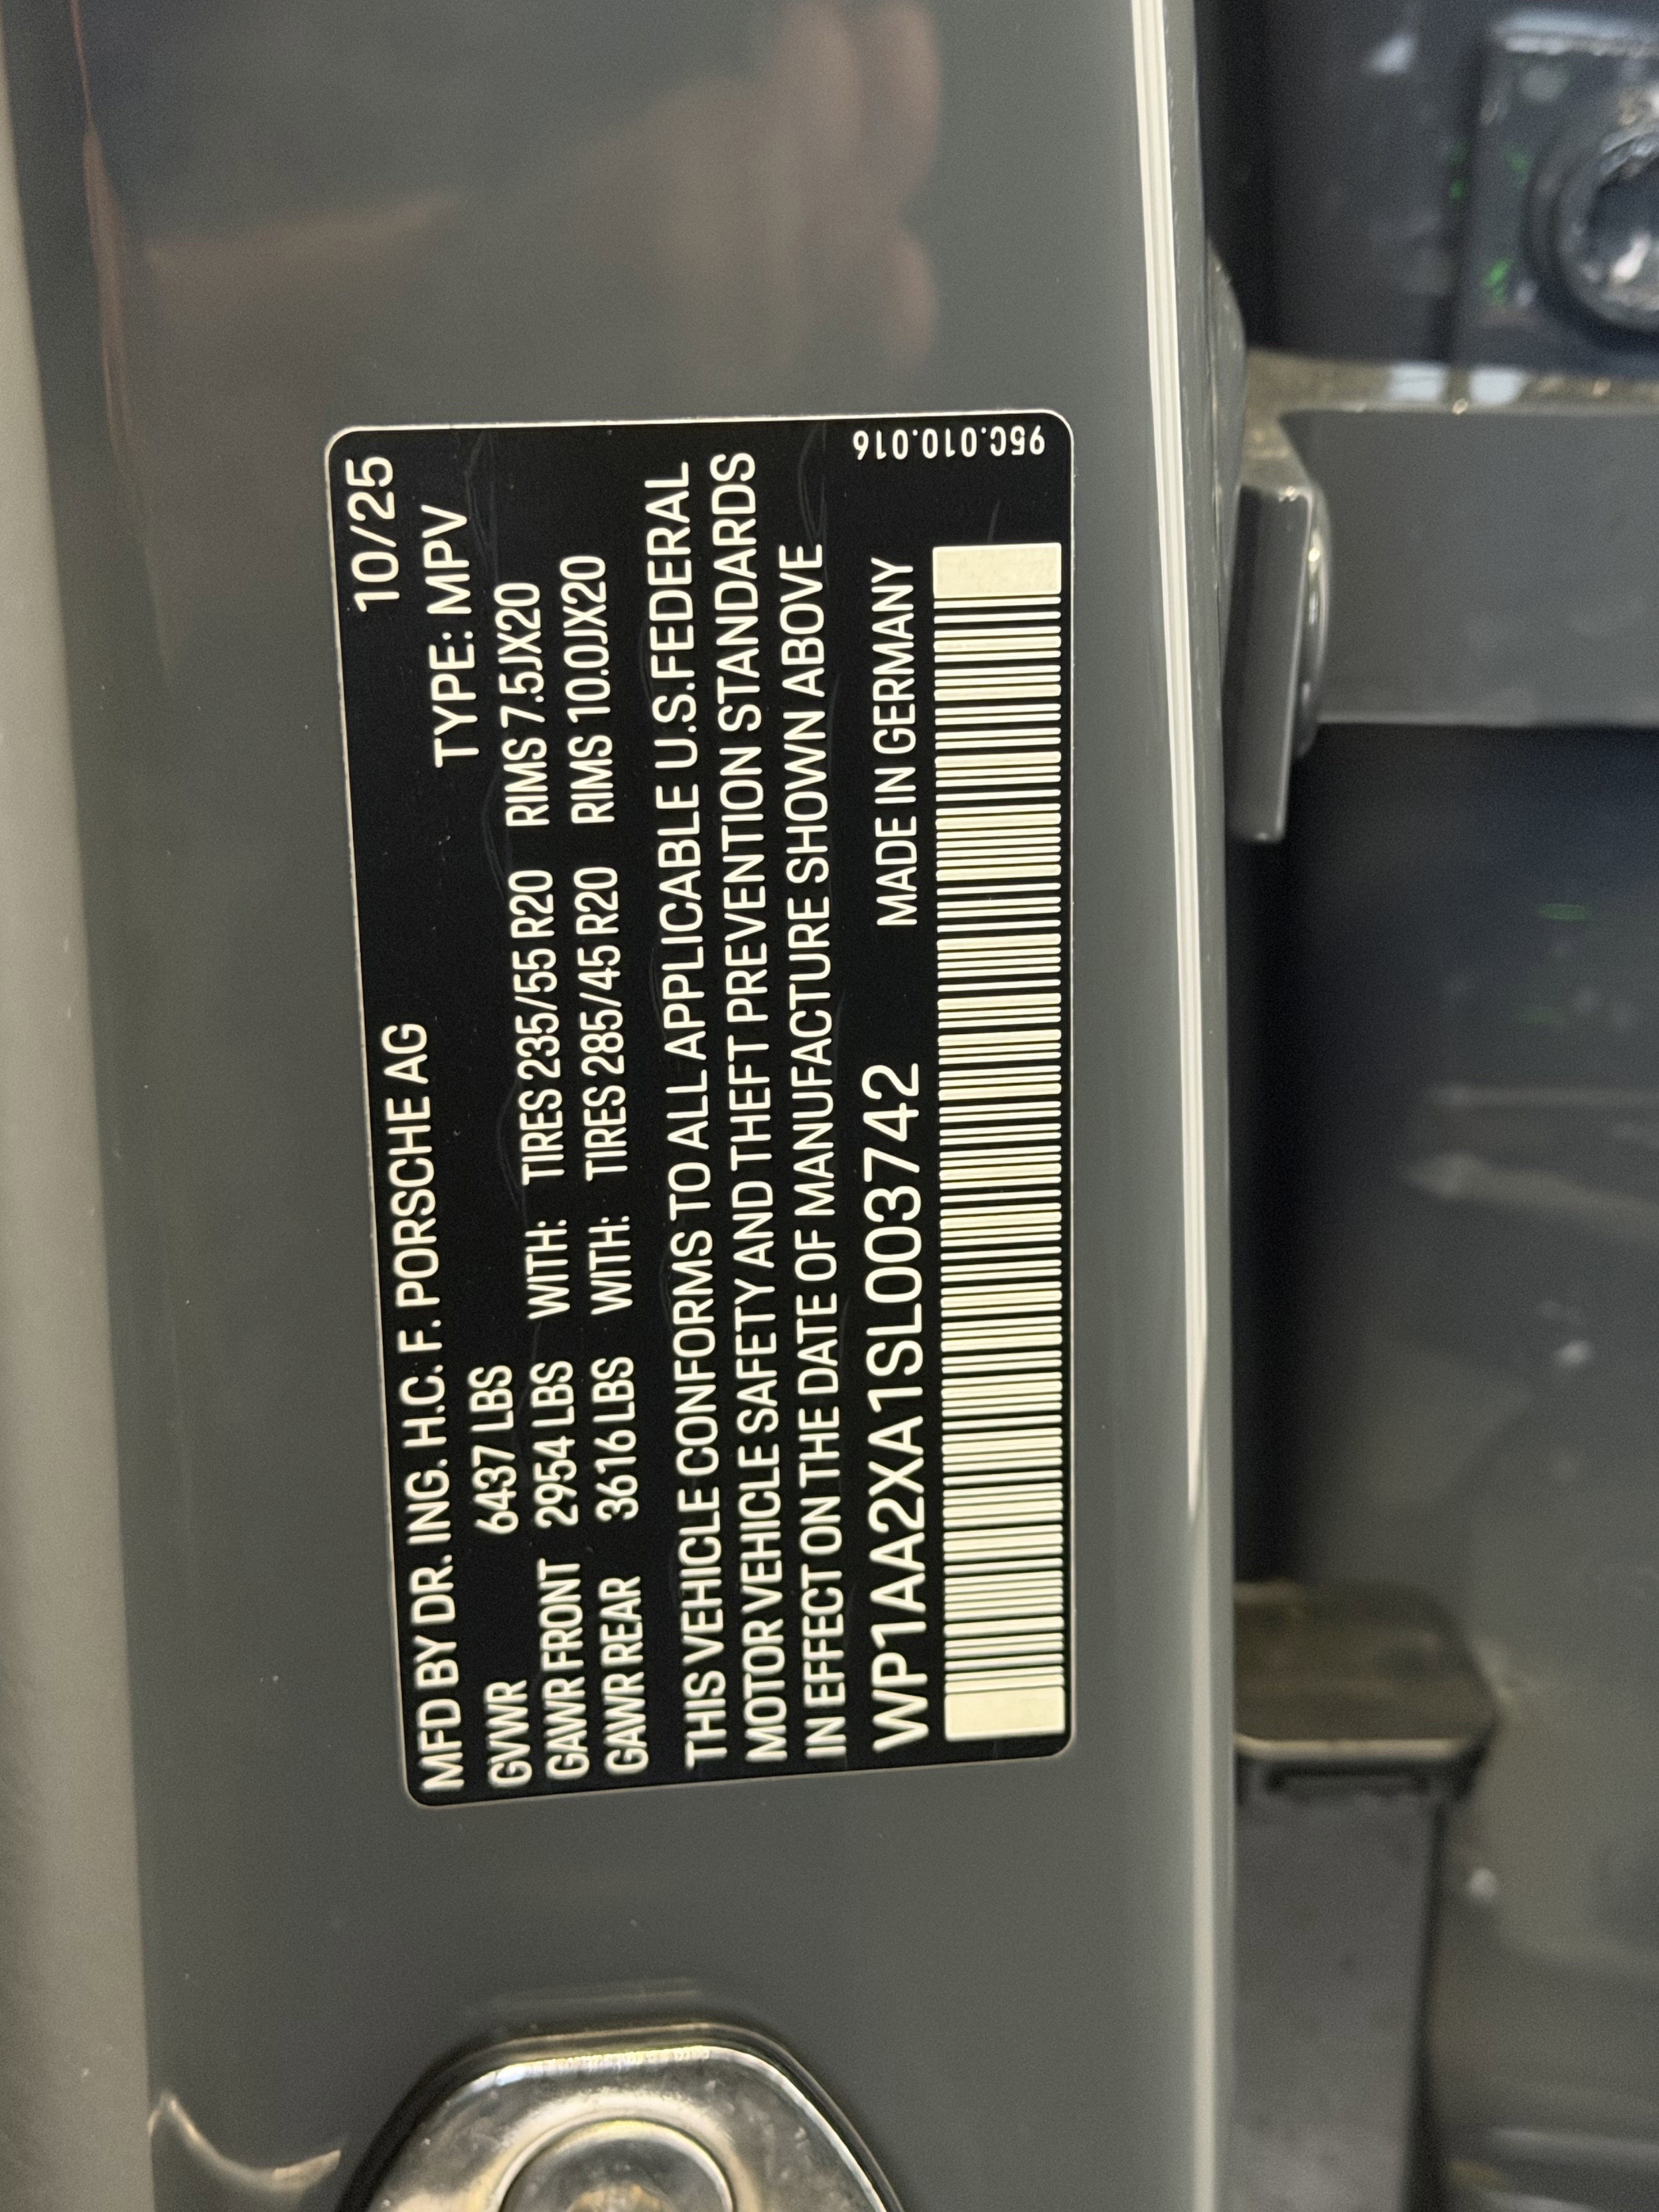 10/25
MFD BY DR. ING. H.C. F. PORSCHE AG
TYPE: MPV
GVWR 6437 LBS
GAWR FRONT 2954 LBS WITH: TIRES 235/55 R20 RIMS 7.5JX20
GAWR REAR 3616 LBS WITH: TIRES 285/45 R20 RIMS 10.0JX20
THIS VEHICLE CONFORMS TO ALL APPLICABLE U.S.FEDERAL
MOTOR VEHICLE SAFETY AND THEFT PREVENTION STANDARDS
IN EFFECT ON THE DATE OF MANUFACTURE SHOWN ABOVE
WP1AA2XA1SL003742 MADE IN GERMANY
95C.010.016